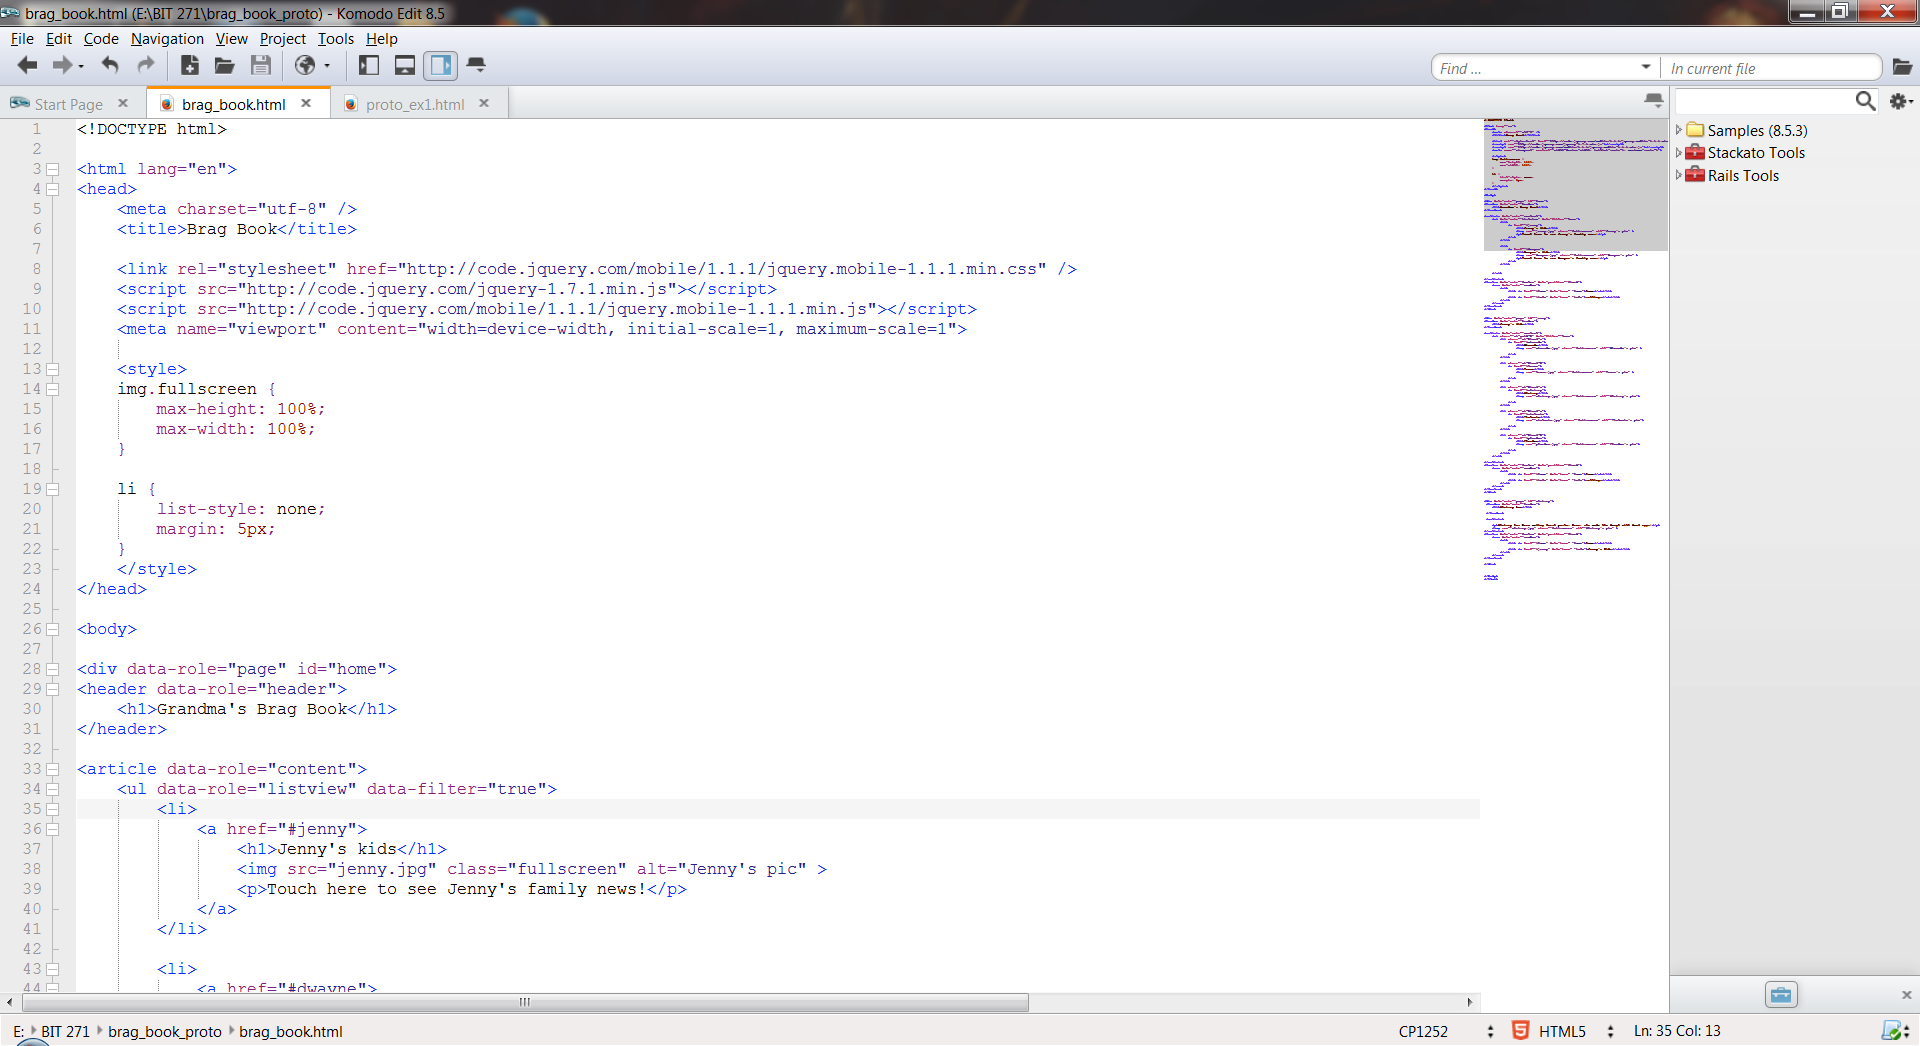 brag_book.html (E:\BIT 271\brag_book_proto) - Komodo Edit 8.5
File Edit Code Navigation View Project Tools Help
Find ... In current file
Start Page brag_book.html proto_ex1.html
1 <!DOCTYPE html>
2
3 <html lang="en">
4 <head>
5 <meta charset="utf-8" />
6 <title>Brag Book</title>
7
8 <link rel="stylesheet" href="http://code.jquery.com/mobile/1.1.1/jquery.mobile-1.1.1.min.css" />
9 <script src="http://code.jquery.com/jquery-1.7.1.min.js"></script>
10 <script src="http://code.jquery.com/mobile/1.1.1/jquery.mobile-1.1.1.min.js"></script>
11 <meta name="viewport" content="width=device-width, initial-scale=1, maximum-scale=1">
12
13 <style>
14 img.fullscreen {
15 max-height: 100%;
16 max-width: 100%;
17 }
18
19 li {
20 list-style: none;
21 margin: 5px;
22 }
23 </style>
24 </head>
25
26 <body>
27
28 <div data-role="page" id="home">
29 <header data-role="header">
30 <h1>Grandma's Brag Book</h1>
31 </header>
32
33 <article data-role="content">
34 <ul data-role="listview" data-filter="true">
35 <li>
36 <a href="#jenny">
37 <h1>Jenny's kids</h1>
38 <img src="jenny.jpg" class="fullscreen" alt="Jenny's pic" >
39 <p>Touch here to see Jenny's family news!</p>
40 </a>
41 </li>
42
43 <li>
44 <a href="#dwayne">
Samples (8.5.3)
Stackato Tools
Rails Tools
E: BIT 271 brag_book_proto brag_book.html CP1252 HTML5 Ln: 35 Col: 13